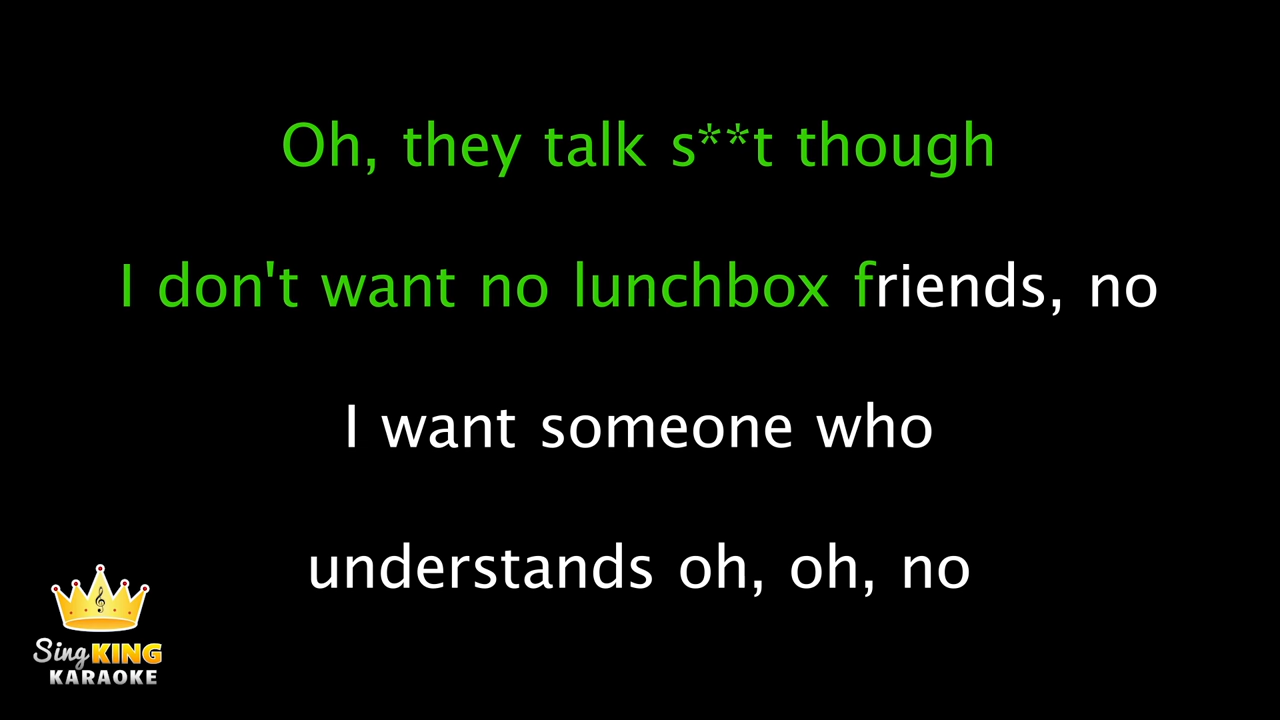 Oh, they talk s**t though
I don't want no lunchbox friends, no
I want someone who
understands oh, oh, no
Sing KING
KARAOKE